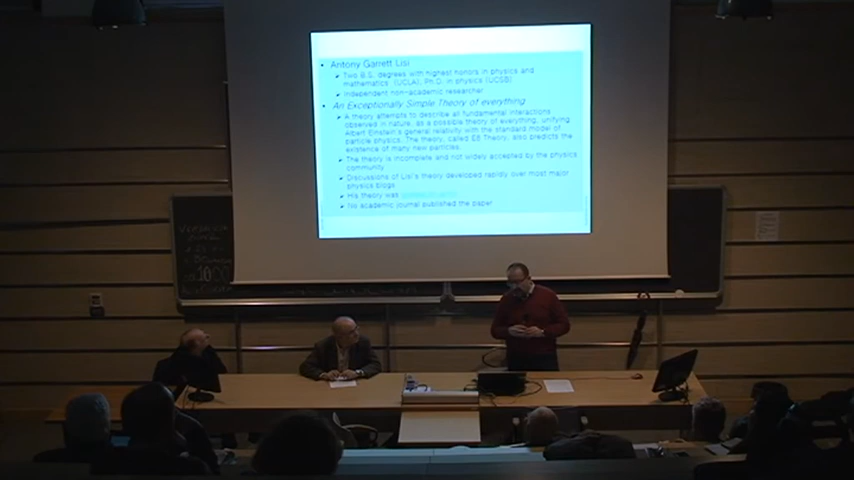 Antony Garrett Lisi
Two B.S. degrees with highest honors in physics and
mathematics (UCLA), Ph.D. in physics (UCSB)
Independent non-academic researcher
An Exceptionally Simple Theory of everything
A theory attempts to describe all fundamental interactions
observed in nature, as a possible theory of everything, unifying
Albert Einstein's general relativity with the standard model of
particle physics. The theory, called E8 Theory, also predicts the
existence of many new particles.
The theory is incomplete and not widely accepted by the physics
community
Discussions of Lisi's theory developed rapidly over most major
physics blogs
His theory was
No academic journal published the paper